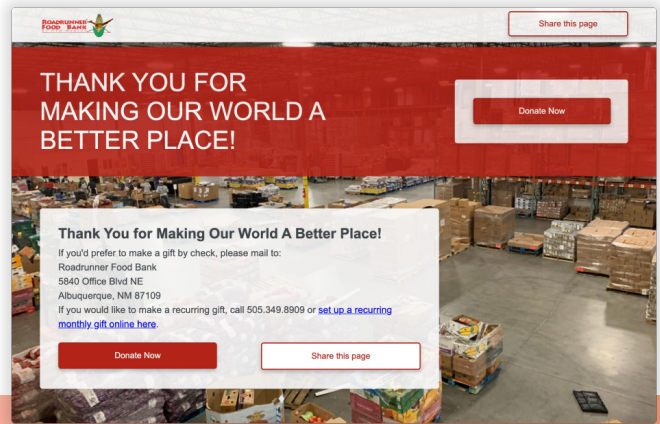 ROADRUNNER
FOOD BANK
Share this page
THANK YOU FOR
MAKING OUR WORLD A
BETTER PLACE!
Donate Now
Thank You for Making Our World A Better Place!
If you'd prefer to make a gift by check, please mail to:
Roadrunner Food Bank
5840 Office Blvd NE
Albuquerque, NM 87109
If you would like to make a recurring gift, call 505.349.8909 or set up a recurring
monthly gift online here.
Donate Now
Share this page